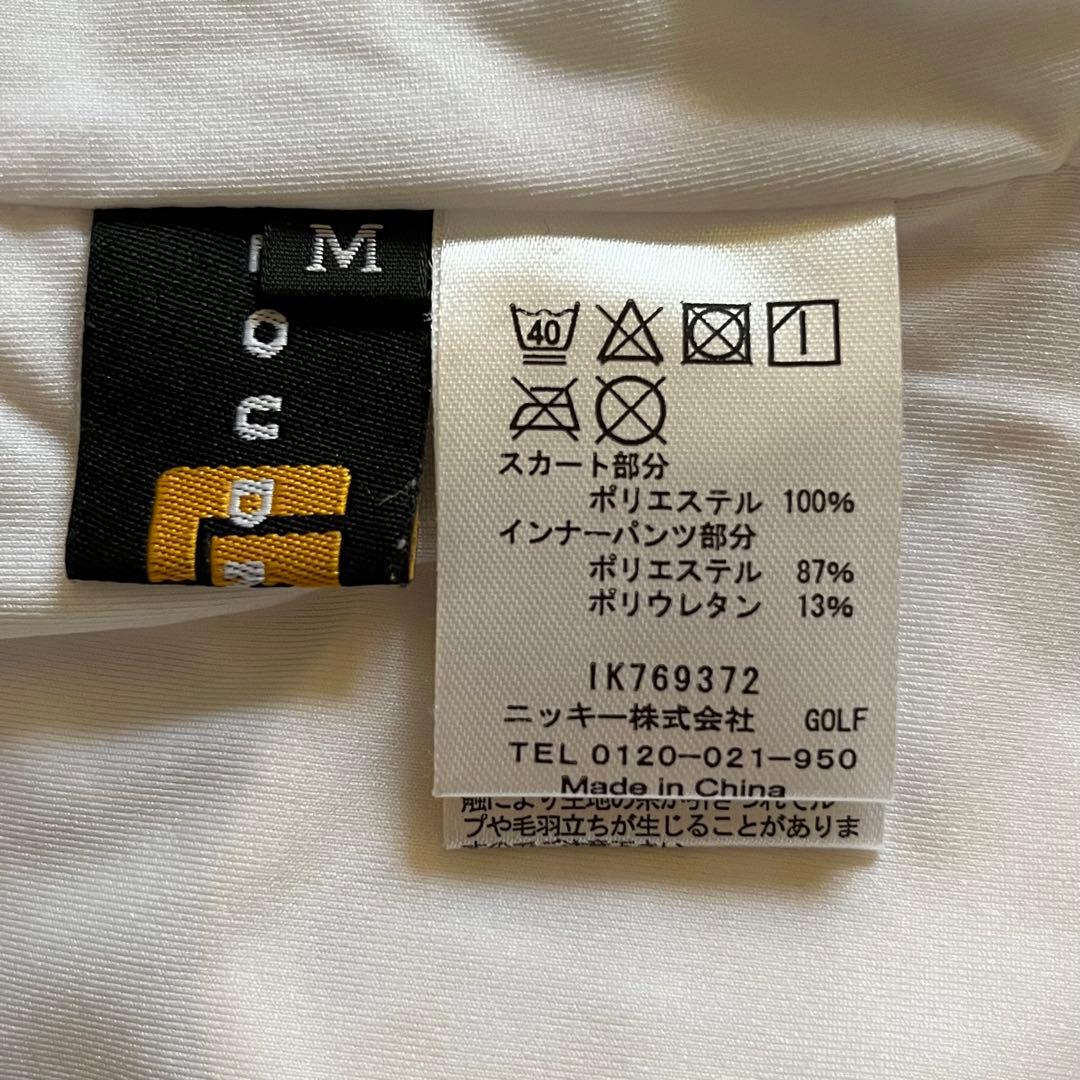 M
40
スカート部分
ポリエステル 100%
インナーパンツ部分
ポリエステル 87%
ポリウレタン 13%
IK769372
ニッキー株式会社 GOLF
TEL 0120-021-950
Made in China
プや毛羽立ちが生じることがありま